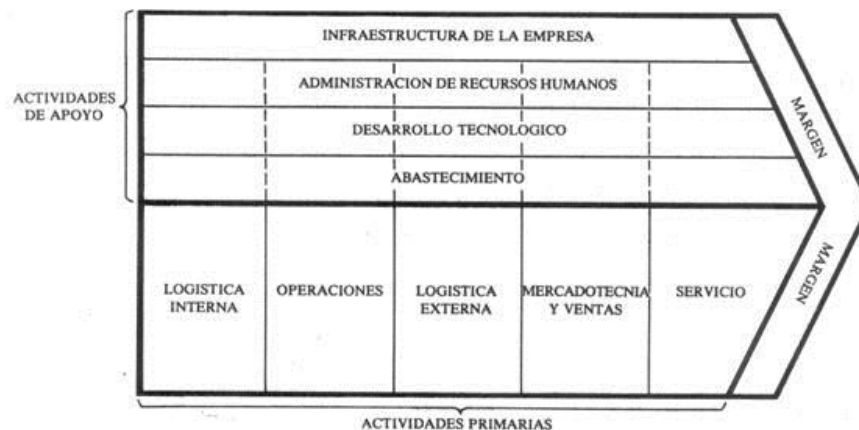 INFRAESTRUCTURA DE LA EMPRESA
ADMINISTRACION DE RECURSOS HUMANOS
ACTIVIDADES
DE APOYO
DESARROLLO TECNOLOGICO
ABASTECIMIENTO
MARGEN
LOGISTICA
INTERNA
OPERACIONES
LOGISTICA
EXTERNA
MERCADOTECNIA
Y VENTAS
SERVICIO
MARGEN
ACTIVIDADES PRIMARIAS